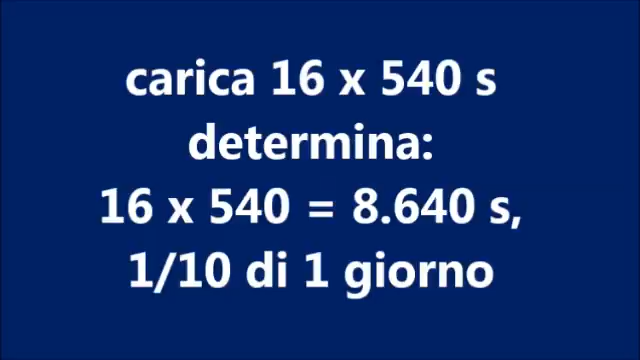 carica 16 x 540 s
determina:
16 x 540 = 8.640 s,
1/10 di 1 giorno